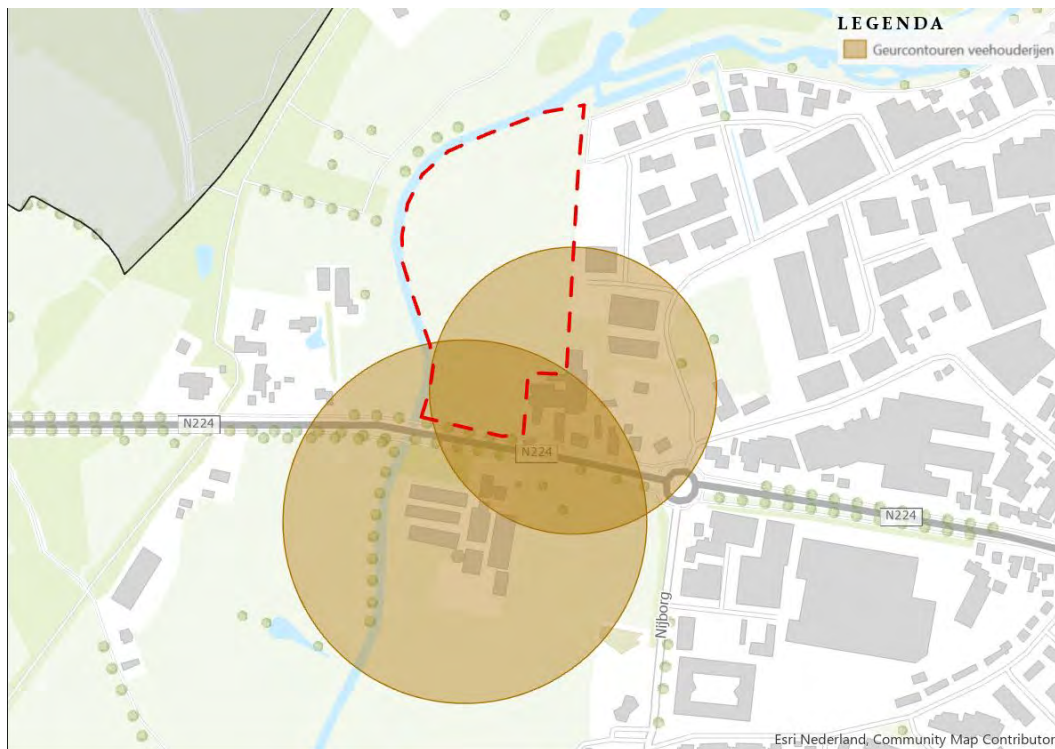 LEGENDA
Geurcontouren veehouderijen
N224
N224
N224
Nijborg
Esri Nederland, Community Map Contributor